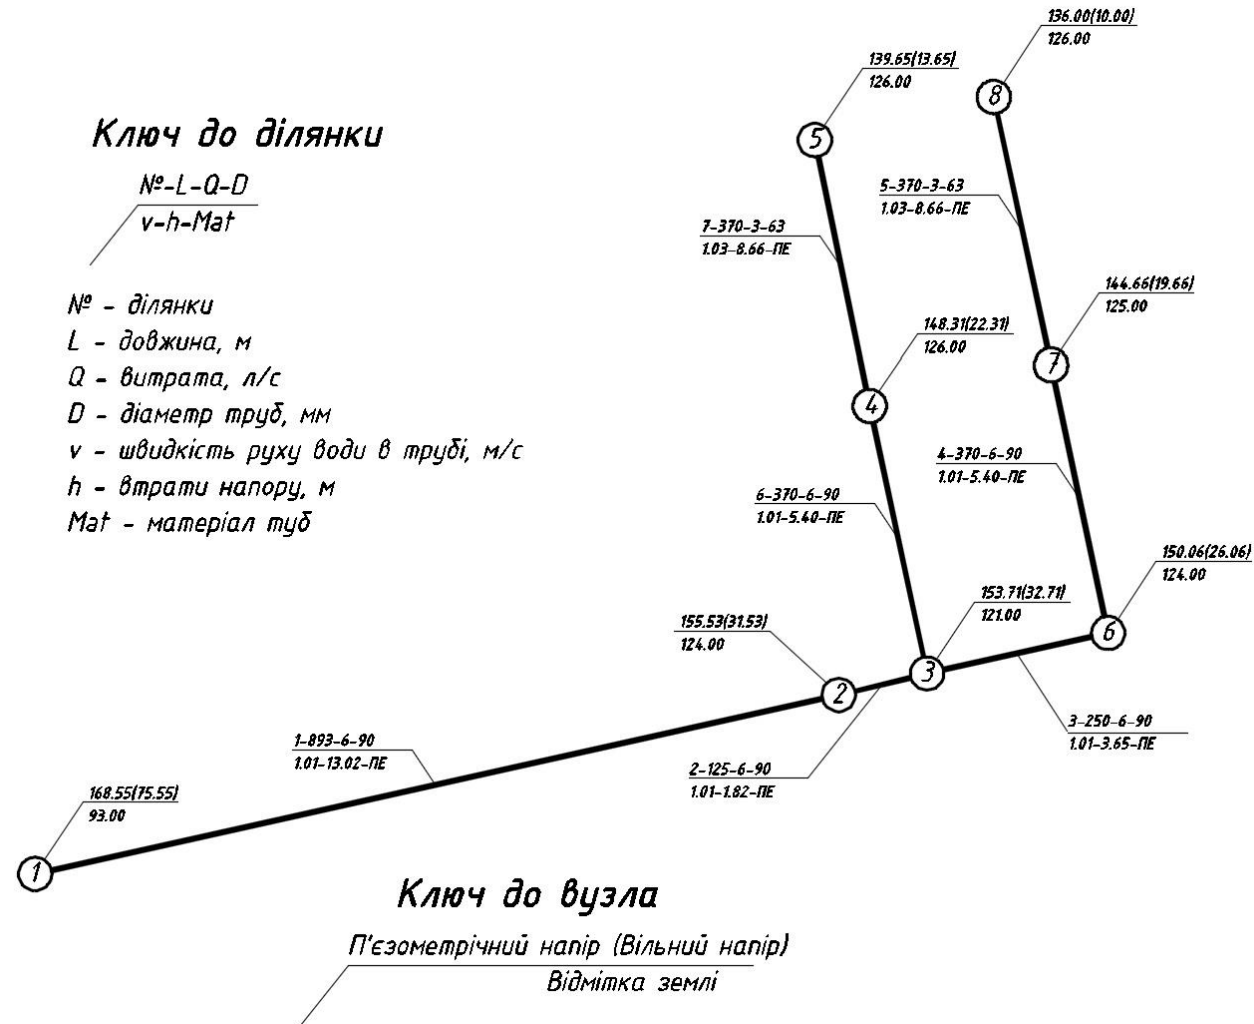 136.00(10.00)
126.00
139.65(13.65)
126.00
8
Ключ до ділянки
5
№-L-Q-D
v-h-Mat
5-370-3-63
1.03-8.66-ПЕ
7-370-3-63
1.03-8.66-ПЕ
144.66(19.66)
125.00
№ - ділянки
L - довжина, м
Q - витрата, л/с
D - діаметр труб, мм
v - швидкість руху води в трубі, м/с
h - втрати напору, м
Mat - матеріал туб
148.31(22.31)
126.00
7
4
4-370-6-90
1.01-5.40-ПЕ
6-370-6-90
1.01-5.40-ПЕ
150.06(26.06)
124.00
153.71(32.71)
121.00
155.53(31.53)
124.00
6
3
2
3-250-6-90
1.01-3.65-ПЕ
1-893-6-90
1.01-13.02-ПЕ
2-125-6-90
1.01-1.82-ПЕ
168.55(75.55)
93.00
1
Ключ до вузла
П'єзометрічний напір (Вільний напір)
Відмітка землі